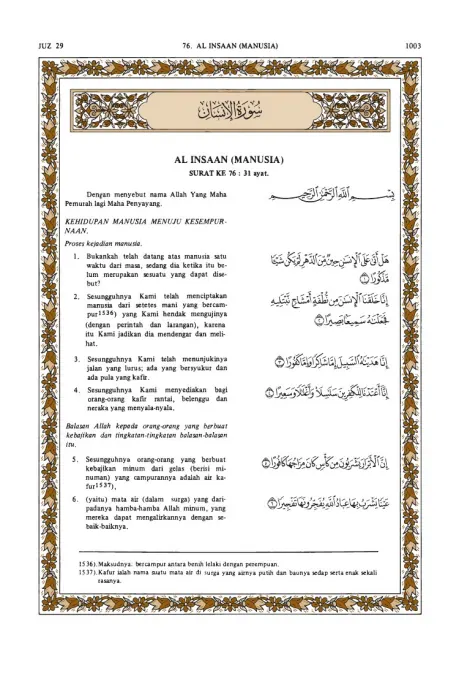 JUZ 29
76. AL INSAAN (MANUSIA)
1003
سورة الإنسان
AL INSAAN (MANUSIA)
SURAT KE 76 : 31 ayat.
Dengan menyebut nama Allah Yang Maha
Pemurah lagi Maha Penyayang.
بِسْمِ اللَّهِ الرَّحْمَٰنِ الرَّحِيمِ
KEHIDUPAN MANUSIA MENUJU KESEMPUR-
NAAN.
Proses kejadian manusia.
1. Bukankah telah datang atas manusia satu
waktu dari masa, sedang dia ketika itu be-
lum merupakan sesuatu yang dapat dise-
but?
هَلْ أَتَىٰ عَلَى الْإِنسَانِ حِينٌ مِّنَ الدَّهْرِ لَمْ يَكُن شَيْئًا
مَّذْكُورًا ①
2. Sesungguhnya Kami telah menciptakan
manusia dari setetes mani yang bercam-
pur1536) yang Kami hendak mengujinya
(dengan perintah dan larangan), karena
itu Kami jadikan dia mendengar dan meli-
hat.
إِنَّا خَلَقْنَا الْإِنسَانَ مِن نُّطْفَةٍ أَمْشَاجٍ نَّبْتَلِيهِ
فَجَعَلْنَاهُ سَمِيعًا بَصِيرًا ②
3. Sesungguhnya Kami telah menunjukinya
jalan yang lurus; ada yang bersyukur dan
ada pula yang kafir.
إِنَّا هَدَيْنَاهُ السَّبِيلَ إِمَّا شَاكِرًا وَإِمَّا كَفُورًا ③
4. Sesungguhnya Kami menyediakan bagi
orang-orang kafir rantai, belenggu dan
neraka yang menyala-nyala.
إِنَّا أَعْتَدْنَا لِلْكَافِرِينَ سَلَاسِلَا وَأَغْلَالًا وَسَعِيرًا ④
Balasan Allah kepada orang-orang yang berbuat
kebajikan dan tingkatan-tingkatan balasan-balasan
itu.
5. Sesungguhnya orang-orang yang berbuat
kebajikan minum dari gelas (berisi mi-
numan) yang campurannya adalah air ka-
fur1537),
إِنَّ الْأَبْرَارَ يَشْرَبُونَ مِن كَأْسٍ كَانَ مِزَاجُهَا كَافُورًا ⑤
6. (yaitu) mata air (dalam surga) yang dari-
padanya hamba-hamba Allah minum, yang
mereka dapat mengalirkannya dengan se-
baik-baiknya.
عَيْنًا يَشْرَبُ بِهَا عِبَادُ اللَّهِ يُفَجِّرُونَهَا تَفْجِيرًا ⑥
1536). Maksudnya. bercampur antara benih lelaki dengan perempuan.
1537). Kafur ialah nama suatu mata air di surga yang airnya putih dan baunya sedap serta enak sekali
rasanya.